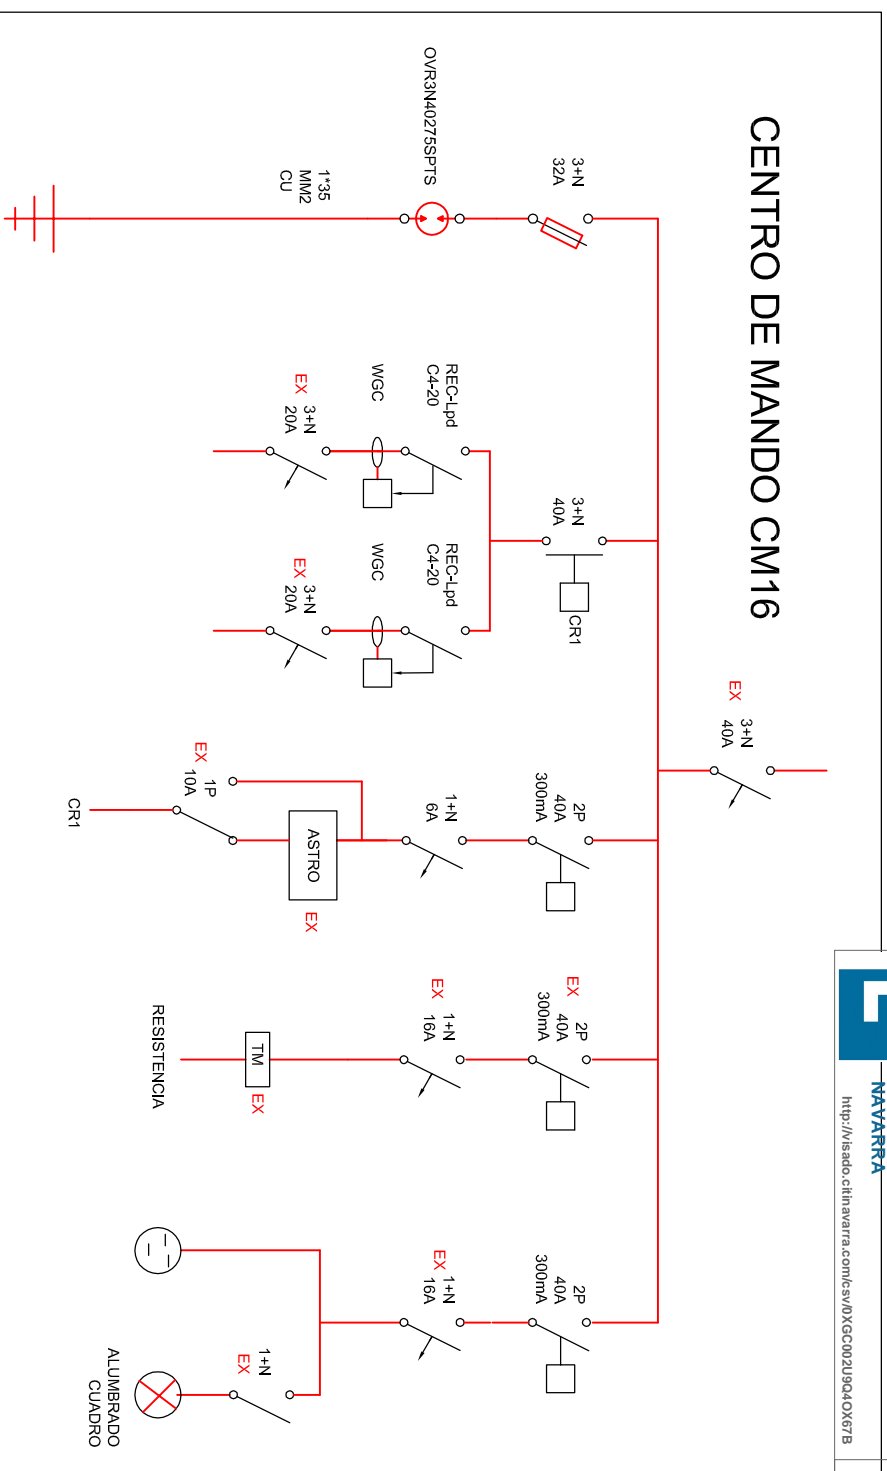 CENTRO DE MANDO CM16
EX
3+N
40A
3+N
32A
OVR3N40275SPTS
1*35
MM2
CU
3+N
40A
CR1
REC-Lpd
C4-20
WGC
EX
3+N
20A
REC-Lpd
C4-20
WGC
EX
3+N
20A
2P
40A
300mA
1+N
6A
ASTRO
EX
EX
1P
10A
CR1
EX
2P
40A
300mA
EX
1+N
16A
TM
EX
RESISTENCIA
2P
40A
300mA
EX
1+N
16A
1+N
EX
ALUMBRADO
CUADRO
NAVARRA
http://visado.citinavarra.com/csv/0XGC002U9Q4OX67B